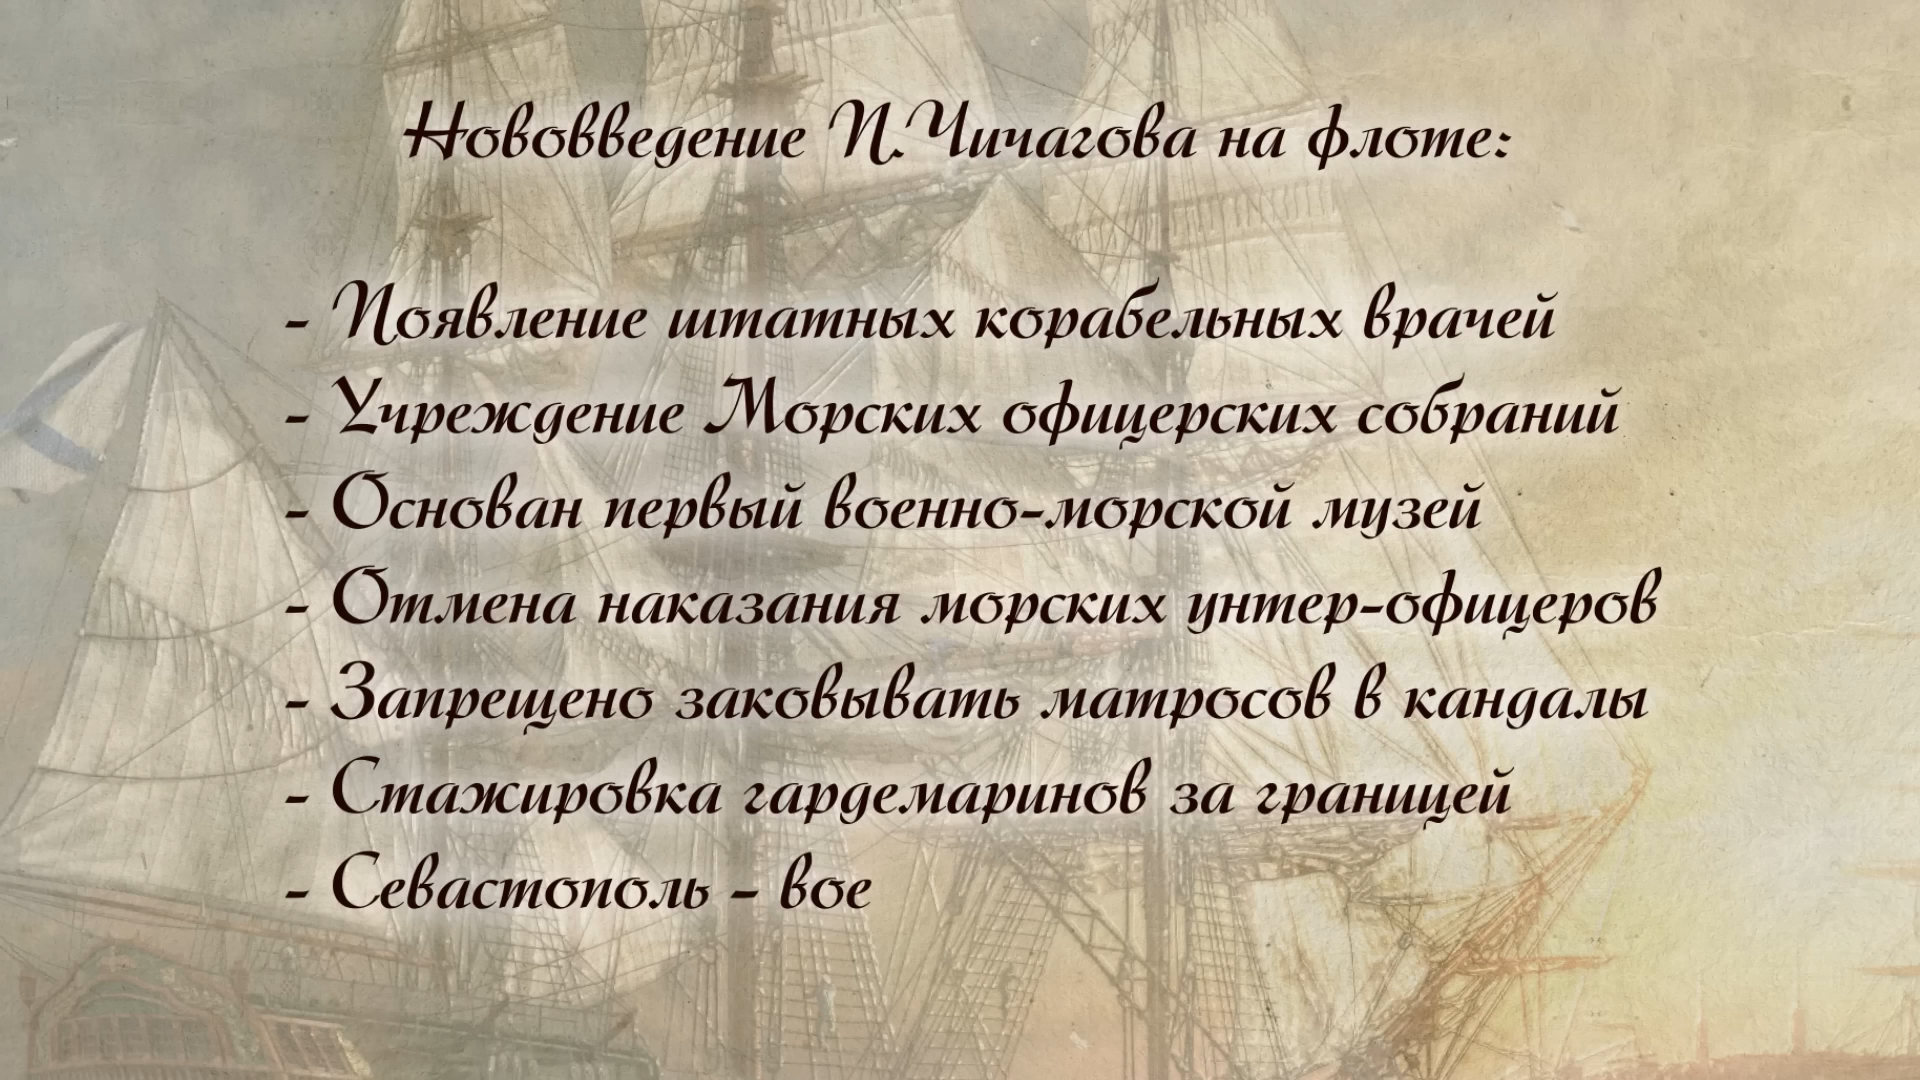 Нововведение П.Чичагова на флоте:
- Появление штатных корабельных врачей
- Учреждение Морских офицерских собраний
- Основан первый военно-морской музей
- Отмена наказания морских унтер-офицеров
- Запрещено заковывать матросов в кандалы
- Стажировка гардемаринов за границей
- Севастополь - вое